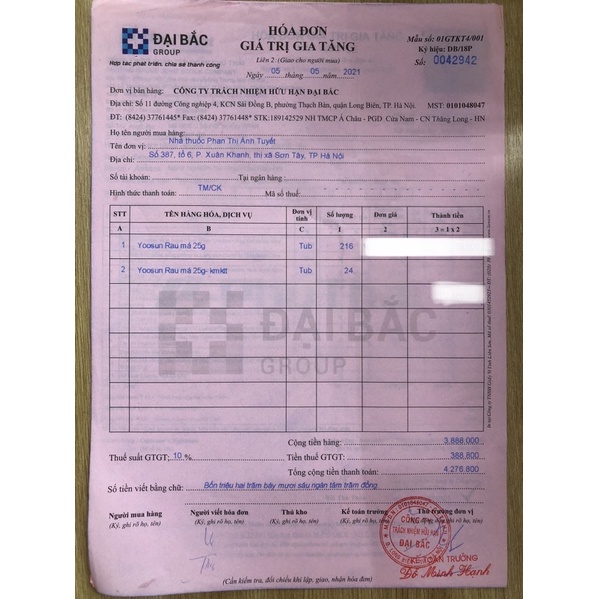 ĐẠI BẮC
GROUP
Hợp tác phát triển, chia sẻ thành công
HÓA ĐƠN
GIÁ TRỊ GIA TĂNG
Liên 2: (Giao cho người mua)
Ngày 05 tháng 05 năm 2021
Mẫu số: 01GTKT4/001
Ký hiệu: DB/18P
Số: 0042942
Đơn vị bán hàng: CÔNG TY TRÁCH NHIỆM HỮU HẠN ĐẠI BẮC
Địa chỉ: Số 11 đường Công nghiệp 4, KCN Sài Đồng B, phường Thạch Bàn, quận Long Biên, TP. Hà Nội. MST: 0101048047
ĐT: (8424) 37761445* Fax: (8424) 37761448* STK:189142529 NH TMCP Á Châu - PGD Cửa Nam - CN Thăng Long - HN
Họ tên người mua hàng:
Tên đơn vị: Nhà thuốc Phan Thị Ánh Tuyết
Địa chỉ: Số 387, tổ 6, P. Xuân Khanh, thị xã Sơn Tây, TP Hà Nội
Số tài khoản: Tại ngân hàng:
Hình thức thanh toán: TM/CK Mã số thuế:
STT TÊN HÀNG HÓA, DỊCH VỤ Đơn vị tính Số lượng Đơn giá Thành tiền
A B C 1 2 3 = 1 x 2
1 Yoosun Rau má 25g Tub 216
2 Yoosun Rau má 25g- kmktt Tub 24
ĐẠI BẮC
GROUP
Cộng tiền hàng: 3.888.000
Thuế suất GTGT: 10 % Tiền thuế GTGT: 388.800
Tổng cộng tiền thanh toán: 4.276.800
Số tiền viết bằng chữ: Bốn triệu hai trăm bảy mươi sáu ngàn tám trăm đồng
Người mua hàng Người viết hóa đơn Thủ kho Kế toán trưởng Thủ trưởng đơn vị
(Ký, ghi rõ họ, tên) (Ký, ghi rõ họ, tên) (Ký, ghi rõ họ, tên) (Ký, ghi rõ họ, tên)
CÔNG TY
TRÁCH NHIỆM HỮU HẠN
ĐẠI BẮC
KẾ TOÁN TRƯỞNG
Đỗ Minh Hạnh
(Cần kiểm tra, đối chiếu khi lập, giao, nhận hóa đơn)